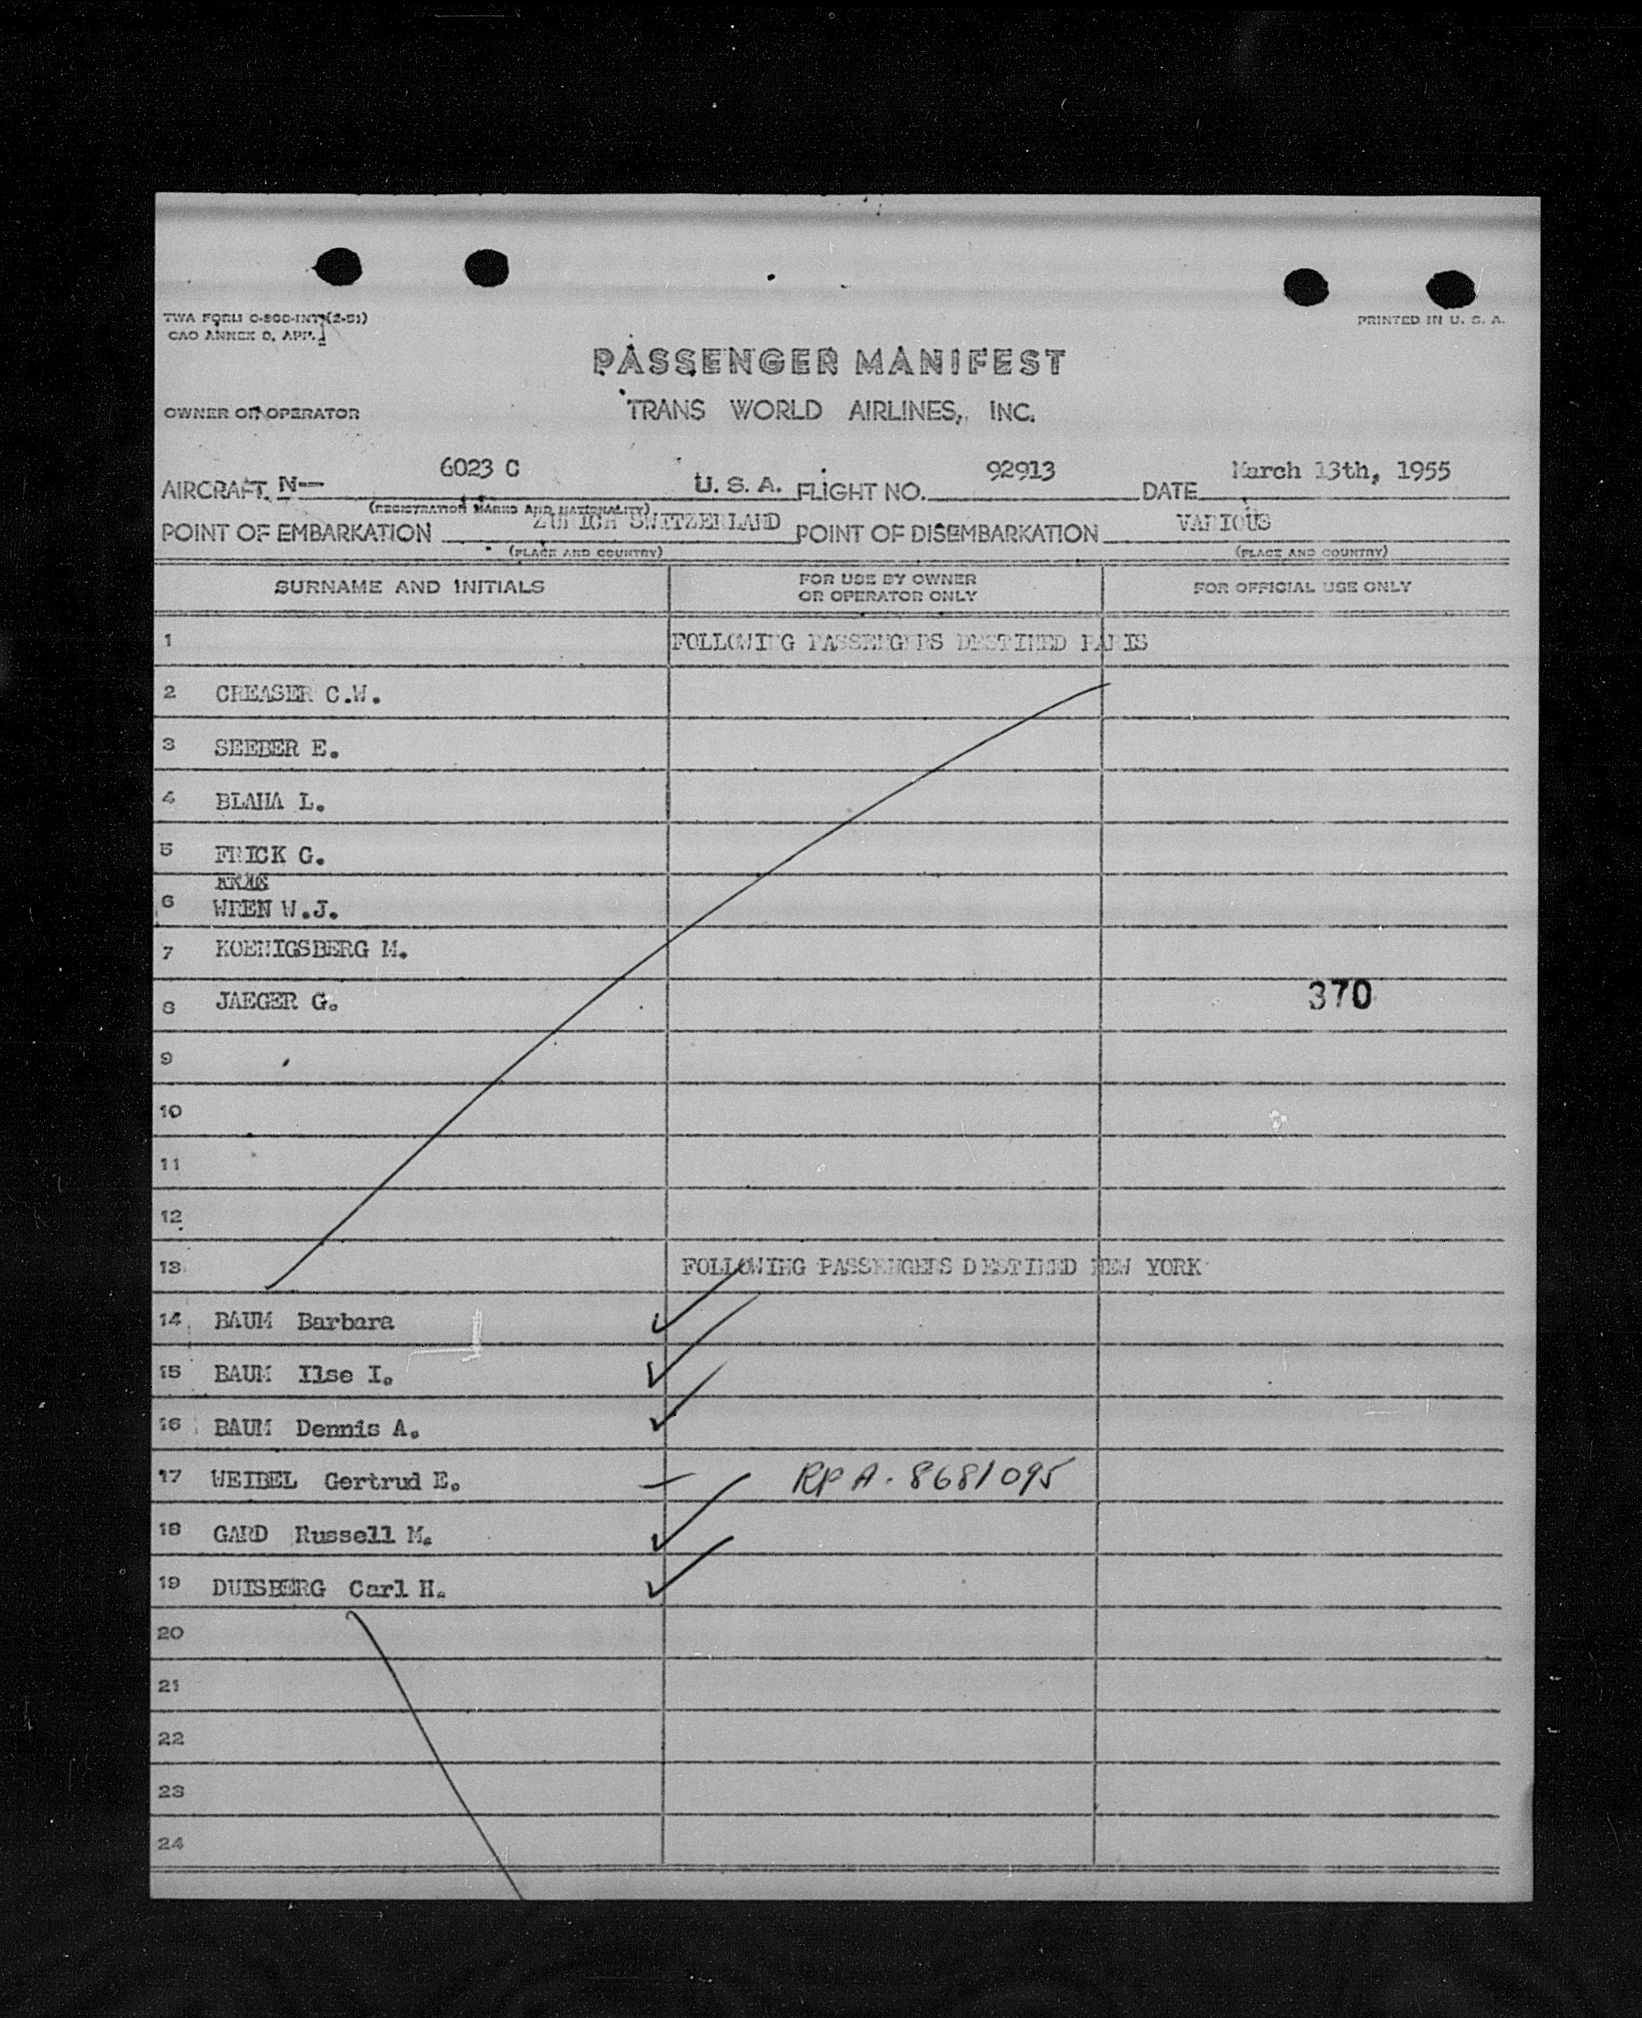 TWA FORM C-800-INT (2-51)
PRINTED IN U. S. A.
CAO ANNEX 9, APP.
PASSENGER MANIFEST
OWNER OR OPERATOR TRANS WORLD AIRLINES, INC.
AIRCRAFT N-- 6023 C U. S. A. FLIGHT NO. 92913 DATE March 13th, 1955
(REGISTRATION MARKS AND NATIONALITY)
POINT OF EMBARKATION ZURICH SWITZERLAND POINT OF DISEMBARKATION VARIOUS
(PLACE AND COUNTRY) (PLACE AND COUNTRY)
SURNAME AND INITIALS FOR USE BY OWNER OR OPERATOR ONLY FOR OFFICIAL USE ONLY
1 FOLLOWING PASSENGERS DESTINED PARIS
2 CREASER C.W.
3 SEEBER E.
4 BLAHA L.
5 FRICK G.
6 WREN W.J.
7 KOENIGSBERG M.
8 JAEGER G. 370
9
10
11
12
13 FOLLOWING PASSENGERS DESTINED NEW YORK
14 BAUM Barbara
15 BAUM Ilse I.
16 BAUM Dennis A.
17 WEIBEL Gertrud E. RPA-8681095
18 GARD Russell M.
19 DUISBERG Carl H.
20
21
22
23
24